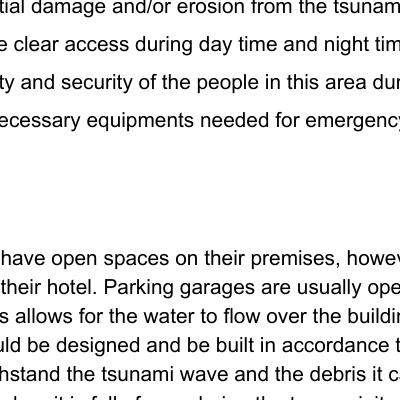 tial damage and/or erosion from the tsunam
e clear access during day time and night tim
ty and security of the people in this area du
ecessary equipments needed for emergency
have open spaces on their premises, howev
their hotel. Parking garages are usually ope
s allows for the water to flow over the buildi
uld be designed and be built in accordance t
hstand the tsunami wave and the debris it c